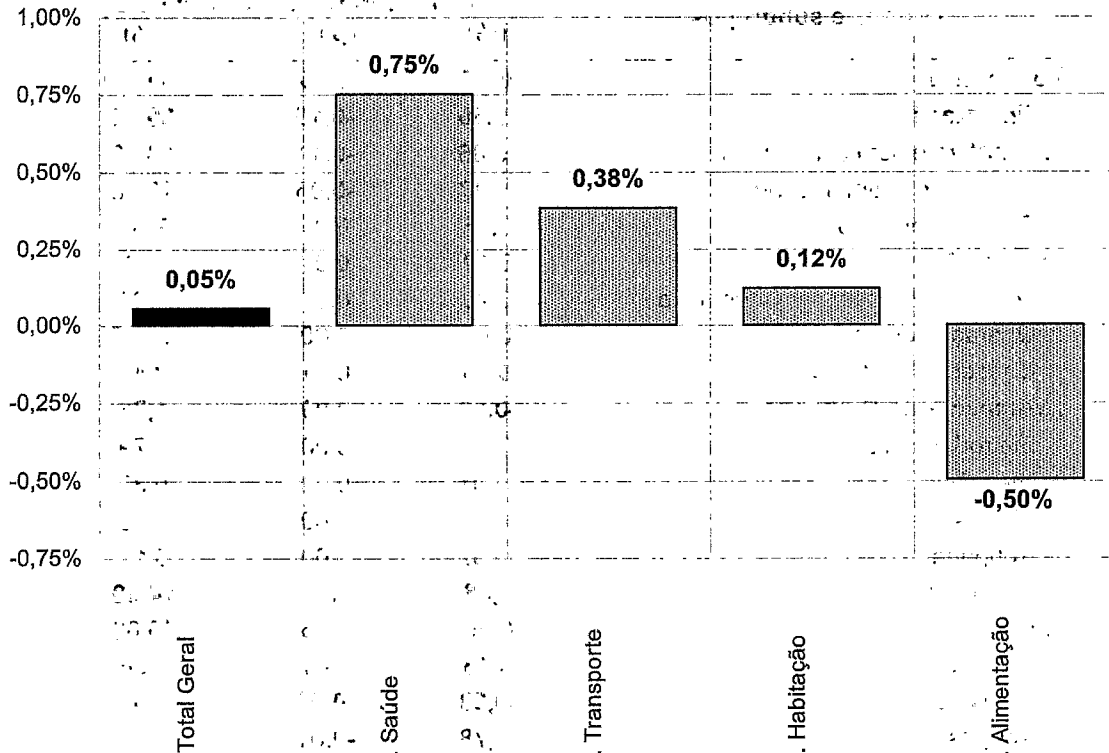 1,00%
0,75%
0,75%
0,50%
0,38%
0,25%
0,12%
0,05%
0,00%
-0,25%
-0,50%
-0,50%
-0,75%
Total Geral
Saúde
Transporte
Habitação
Alimentação